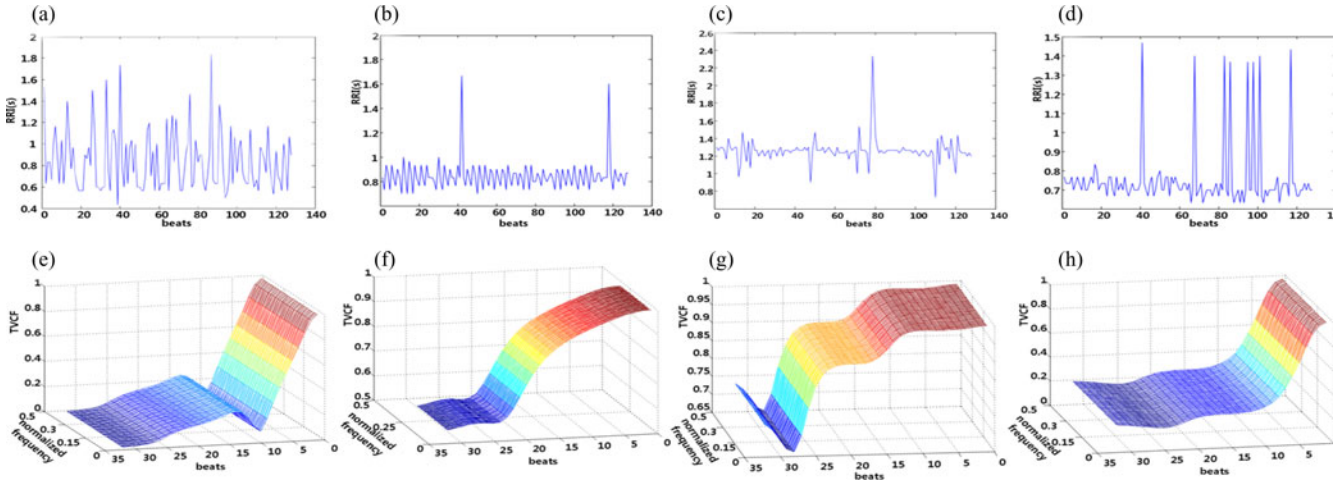 (a)
(b)
(c)
(d)
2
1.8
1.6
1.4
1.2
1
0.8
0.6
0.4
RRI(s)
0 20 40 60 80 100 120 140
beats
2
1.8
1.6
1.4
1.2
1
0.8
RRI(s)
0 20 40 60 80 100 120 140
beats
2.6
2.4
2.2
2
1.8
1.6
1.4
1.2
1
0.8
RRI(s)
0 20 40 60 80 100 120 140
beats
1.5
1.4
1.3
1.2
1.1
1
0.9
0.8
0.7
RRI(s)
0 20 40 60 80 100 120
beats
(e)
(f)
(g)
(h)
1
0.8
0.6
0.4
0.2
0
TVCF
0.5
0.3
0.15
0
normalized
frequency
35 30 25 20 15 10 5 0
beats
1
0.9
0.8
0.7
0.6
0.5
TVCF
0.5
0.25
0
normalized
frequency
35 30 25 20 15 10 5 0
beats
1
0.95
0.9
0.85
0.8
0.75
0.7
0.65
TVCF
0.5
0.3
0.15
0
normalized
frequency
35 30 25 20 15 10 5 0
beats
1
0.8
0.6
0.4
0.2
0
TVCF
0.5
0.3
0.15
0
normalized
frequency
35 30 25 20 15 10 5 0
beats